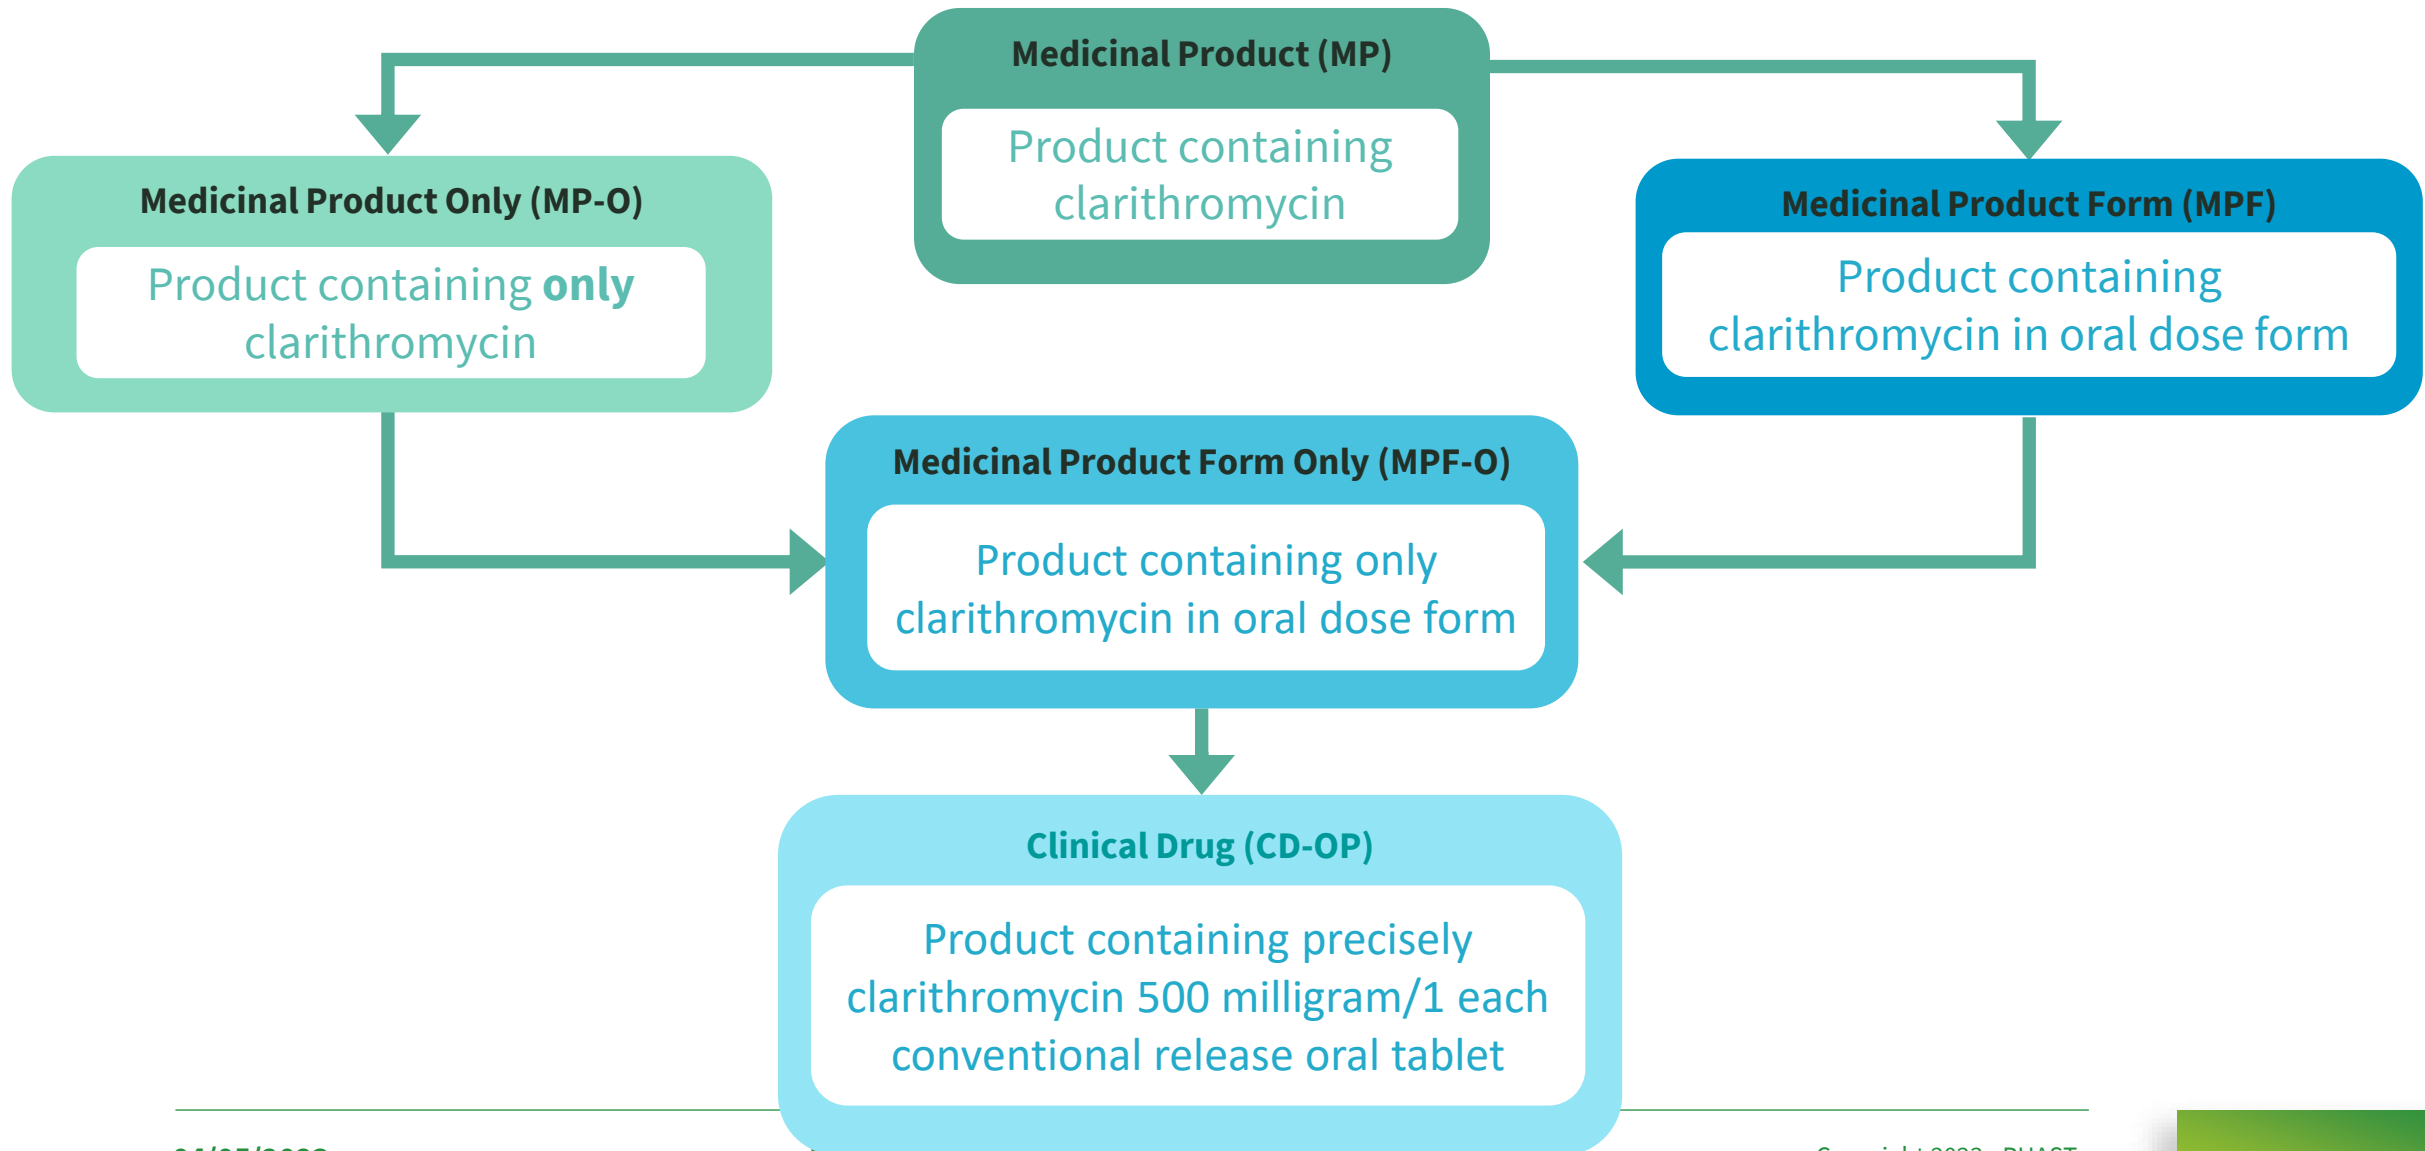 Medicinal Product (MP)
Product containing
clarithromycin
Medicinal Product Only (MP-O)
Product containing only
clarithromycin
Medicinal Product Form (MPF)
Product containing
clarithromycin in oral dose form
Medicinal Product Form Only (MPF-O)
Product containing only
clarithromycin in oral dose form
Clinical Drug (CD-OP)
Product containing precisely
clarithromycin 500 milligram/1 each
conventional release oral tablet